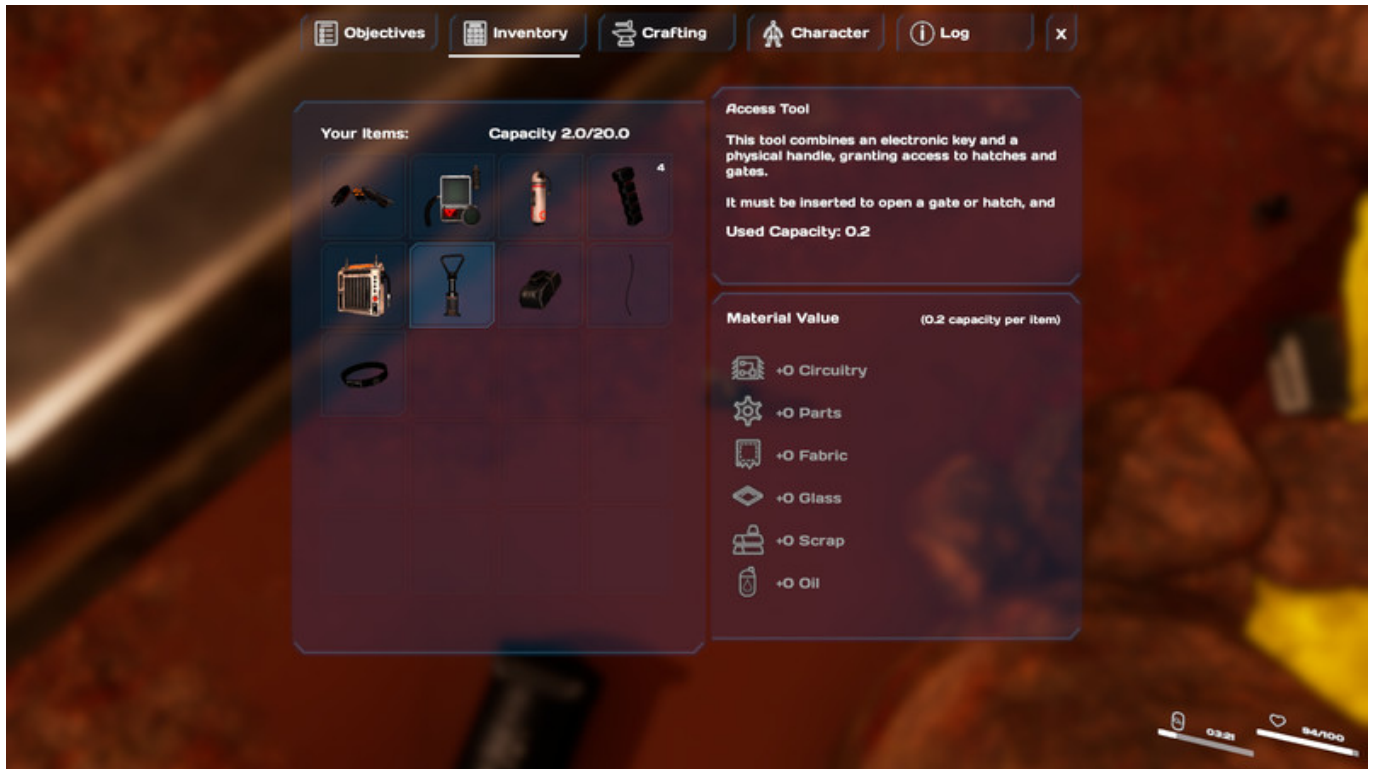 Objectives
Inventory
Crafting
Character
Log
X
Your Items:
Capacity 2.0/20.0
4
Access Tool
This tool combines an electronic key and a
physical handle, granting access to hatches and
gates.
It must be inserted to open a gate or hatch, and
Used Capacity: 0.2
Material Value
(0.2 capacity per item)
+0 Circuitry
+0 Parts
+0 Fabric
+0 Glass
+0 Scrap
+0 Oil
03:21
94/100